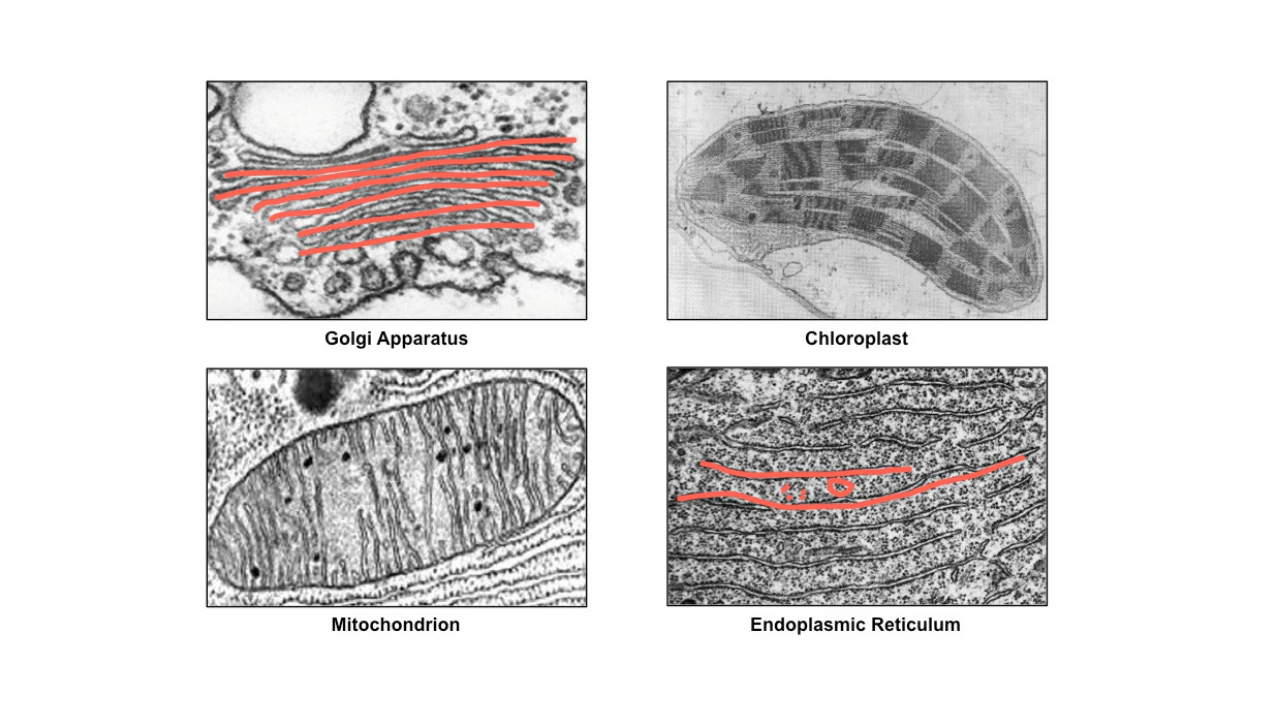 Golgi Apparatus
Chloroplast
Mitochondrion
Endoplasmic Reticulum